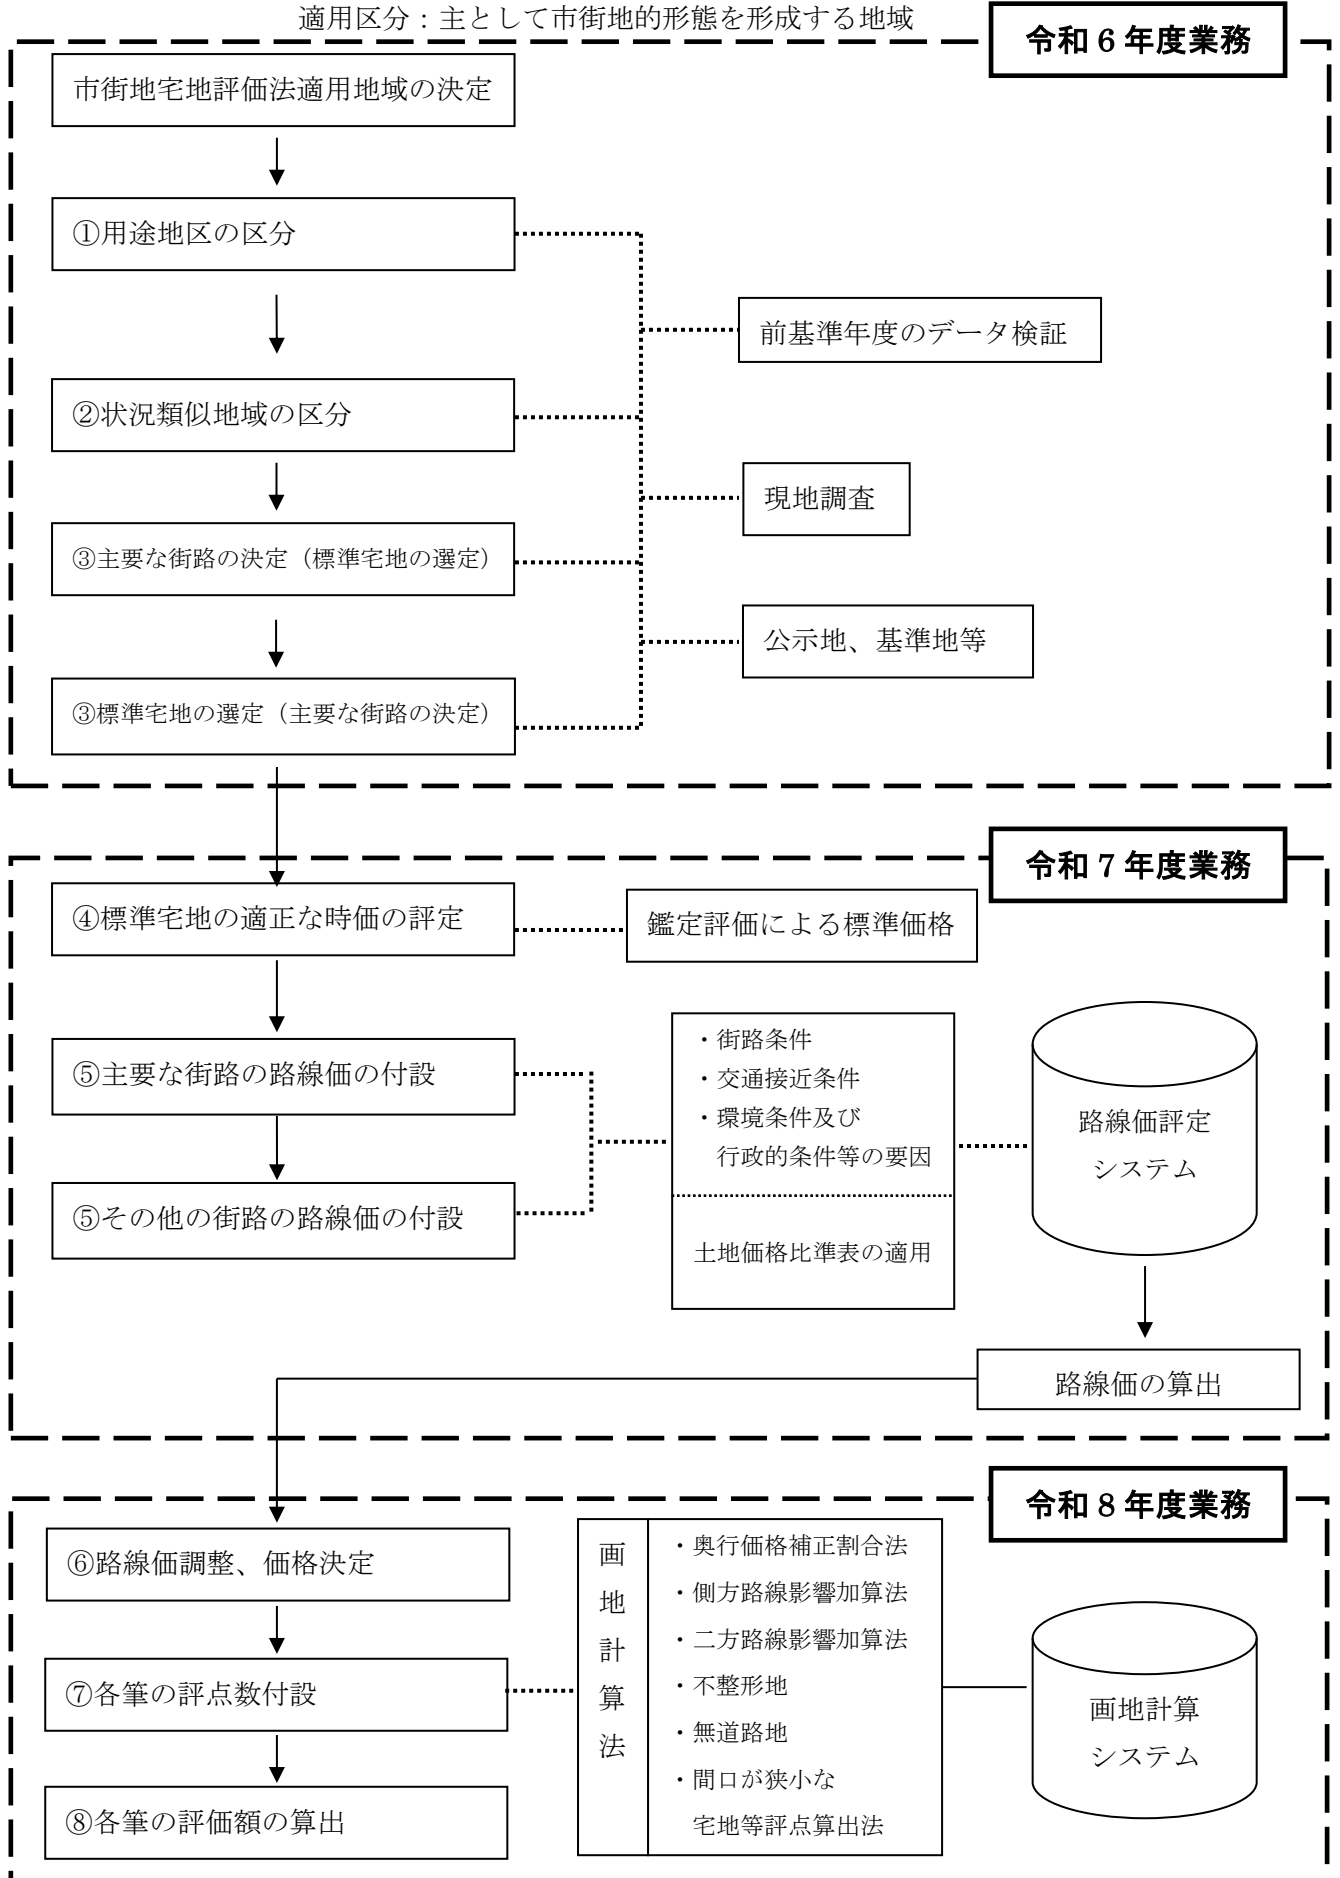 適用区分：主として市街地的形態を形成する地域
令和６年度業務
市街地宅地評価法適用地域の決定
①用途地区の区分
前基準年度のデータ検証
②状況類似地域の区分
現地調査
③主要な街路の決定（標準宅地の選定）
公示地、基準地等
③標準宅地の選定（主要な街路の決定）
令和７年度業務
④標準宅地の適正な時価の評定
鑑定評価による標準価格
⑤主要な街路の路線価の付設
⑤その他の街路の路線価の付設
・街路条件
・交通接近条件
・環境条件及び
行政的条件等の要因
土地価格比準表の適用
路線価評定
システム
路線価の算出
令和８年度業務
⑥路線価調整、価格決定
⑦各筆の評点数付設
⑧各筆の評価額の算出
画地計算法
・奥行価格補正割合法
・側方路線影響加算法
・二方路線影響加算法
・不整形地
・無道路地
・間口が狭小な
宅地等評点算出法
画地計算
システム